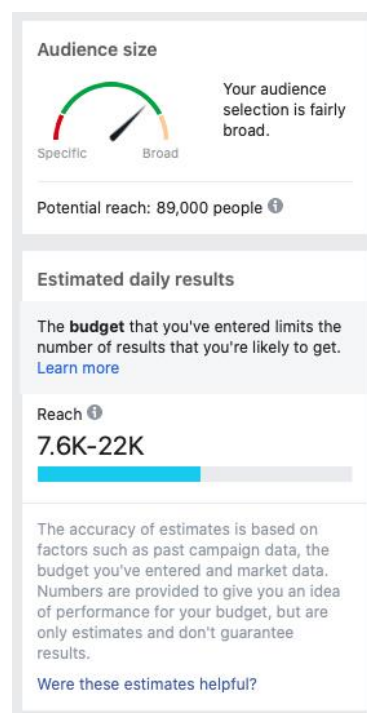 Audience size
Your audience
selection is fairly
broad.
Specific
Broad
Potential reach: 89,000 people
Estimated daily results
The budget that you've entered limits the
number of results that you're likely to get.
Learn more
Reach
7.6K-22K
The accuracy of estimates is based on
factors such as past campaign data, the
budget you've entered and market data.
Numbers are provided to give you an idea
of performance for your budget, but are
only estimates and don't guarantee
results.
Were these estimates helpful?